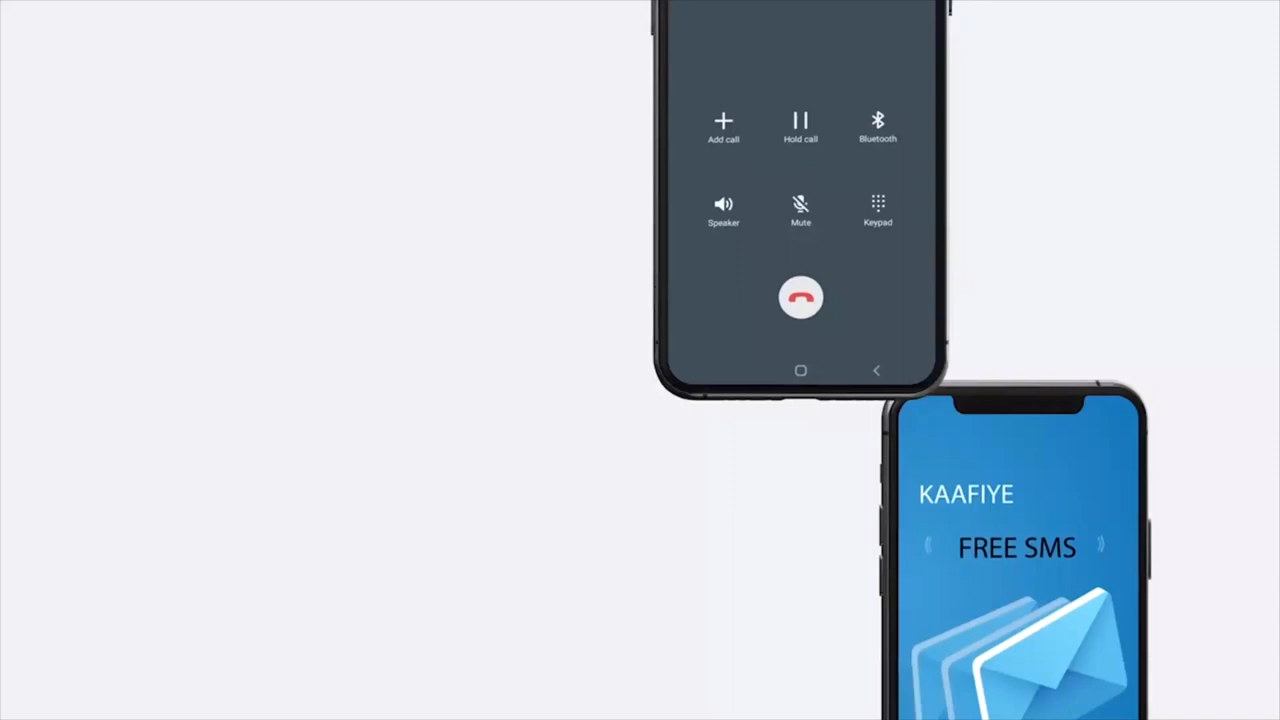 Add call Hold call Bluetooth
Speaker Mute Keypad
KAAFIYE
FREE SMS